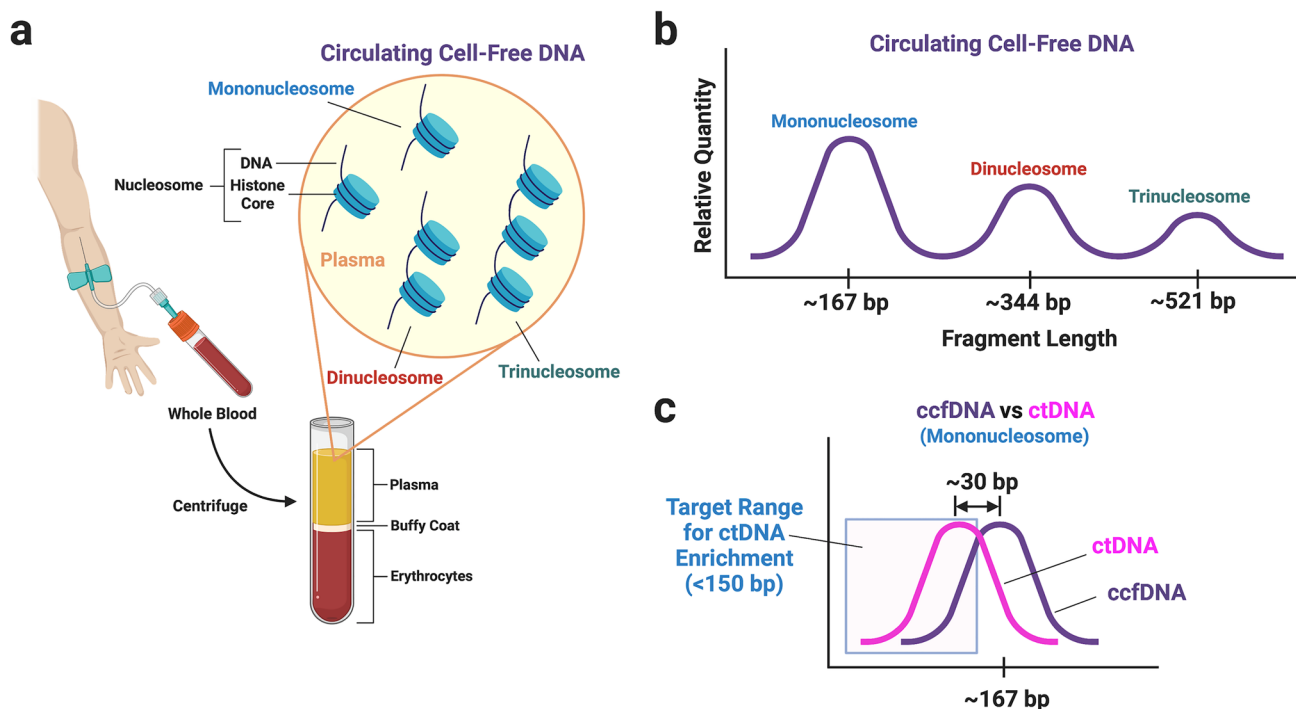 a
Circulating Cell-Free DNA
Mononucleosome
DNA
Nucleosome
Histone
Core
Plasma
Dinucleosome
Trinucleosome
Whole Blood
Centrifuge
Plasma
Buffy Coat
Erythrocytes
b
Circulating Cell-Free DNA
Relative Quantity
Mononucleosome
Dinucleosome
Trinucleosome
~167 bp
~344 bp
~521 bp
Fragment Length
c
ccfDNA vs ctDNA
(Mononucleosome)
~30 bp
Target Range
for ctDNA
Enrichment
(<150 bp)
ctDNA
ccfDNA
~167 bp